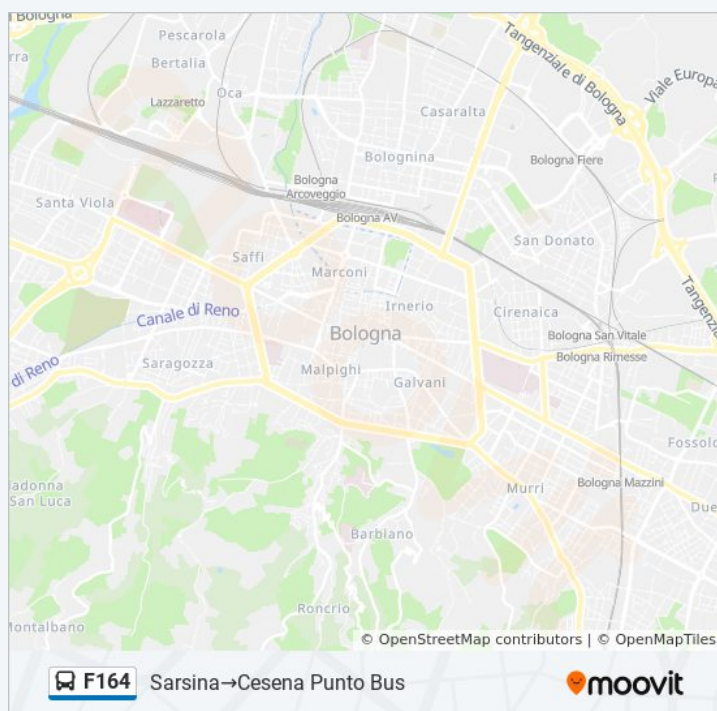 i Bologna
Pescarola
Bertalia
Tangenziale di Bologna
Viale Europa
Lazzaretto
Oca
Casaralta
Bolognina
Bologna Fiere
Bologna
Arcoveggio
Santa Viola
Bologna AV
San Donato
Saffi
Marconi
Irnerio
Cirenaica
Canale di Reno
Bologna
Bologna San Vitale
Bologna Rimesse
di Reno
Saragozza
Malpighi
Galvani
Fossolo
adonna
San Luca
Murri
Bologna Mazzini
Due
Barbiano
Roncrio
Montalbano
© OpenStreetMap contributors | © OpenMapTiles
F164 Sarsina→Cesena Punto Bus
moovit